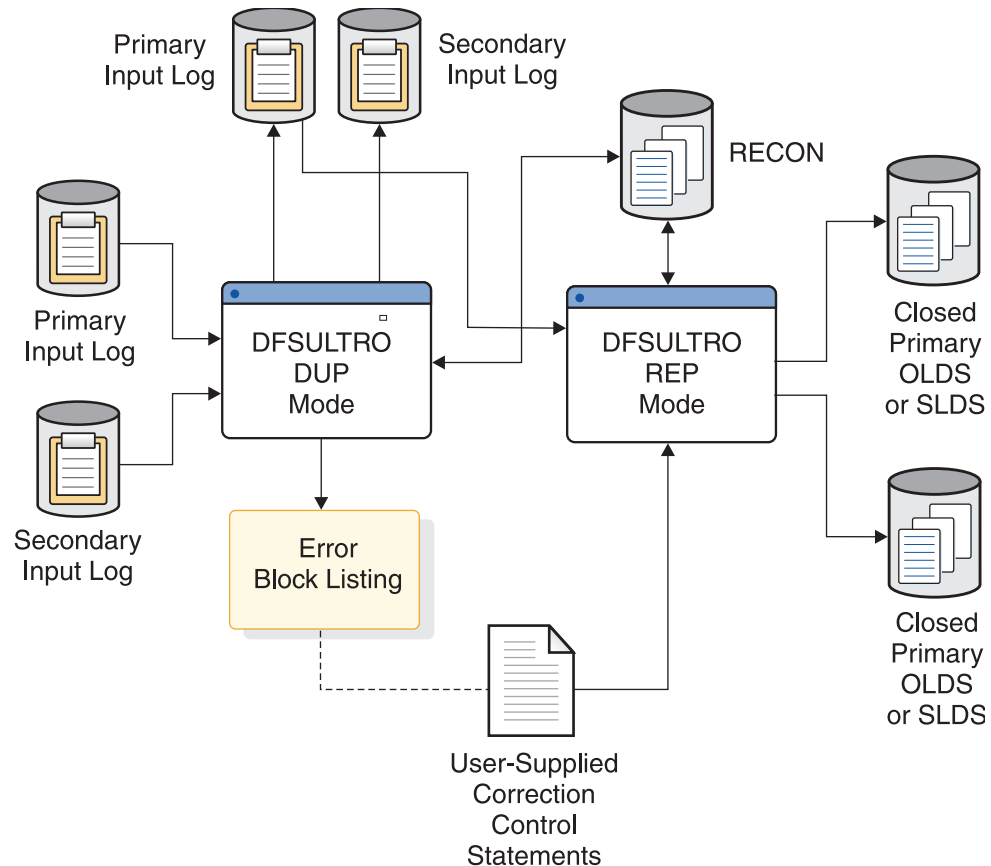 Primary
Input Log
Secondary
Input Log
RECON
Primary
Input Log
DFSULTRO
DUP
Mode
DFSULTRO
REP
Mode
Closed
Primary
OLDS
or SLDS
Secondary
Input Log
Error
Block Listing
Closed
Primary
OLDS
or SLDS
User-Supplied
Correction
Control
Statements